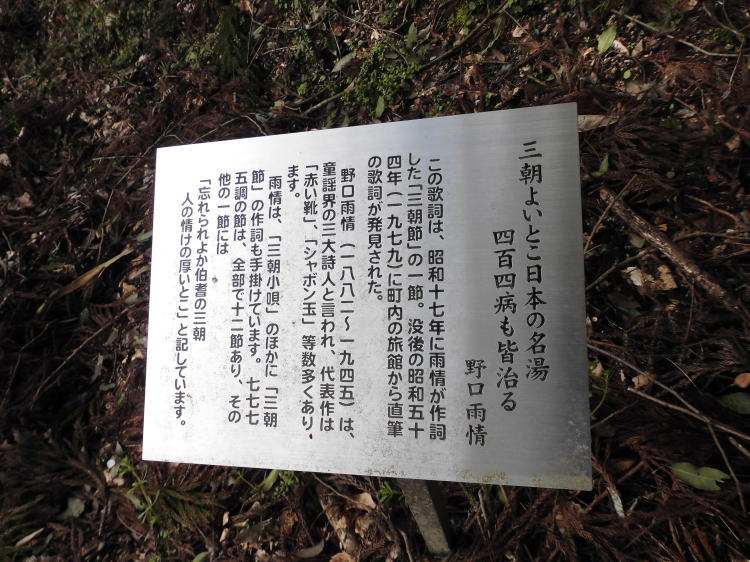 三朝よいとこ日本の名湯
四百四病も皆治る
野口雨情
この歌詞は、昭和十七年に雨情が作詞
した「三朝節」の一節。没後の昭和五十
四年(一九七九)に町内の旅館から直筆
の歌詞が発見された。
野口雨情(一八八二〜一九四五)は、
童謡界の三大詩人と言われ、代表作は
「赤い靴」、「シャボン玉」等数多くあり、
ます。
雨情は、「三朝小唄」のほかに「三朝
節」の作詞も手掛けています。七七七
五調の節は、全部で十二節あり、その
他の一節には
「忘れられよか伯耆の三朝
人の情けの厚いとこ」と記しています。